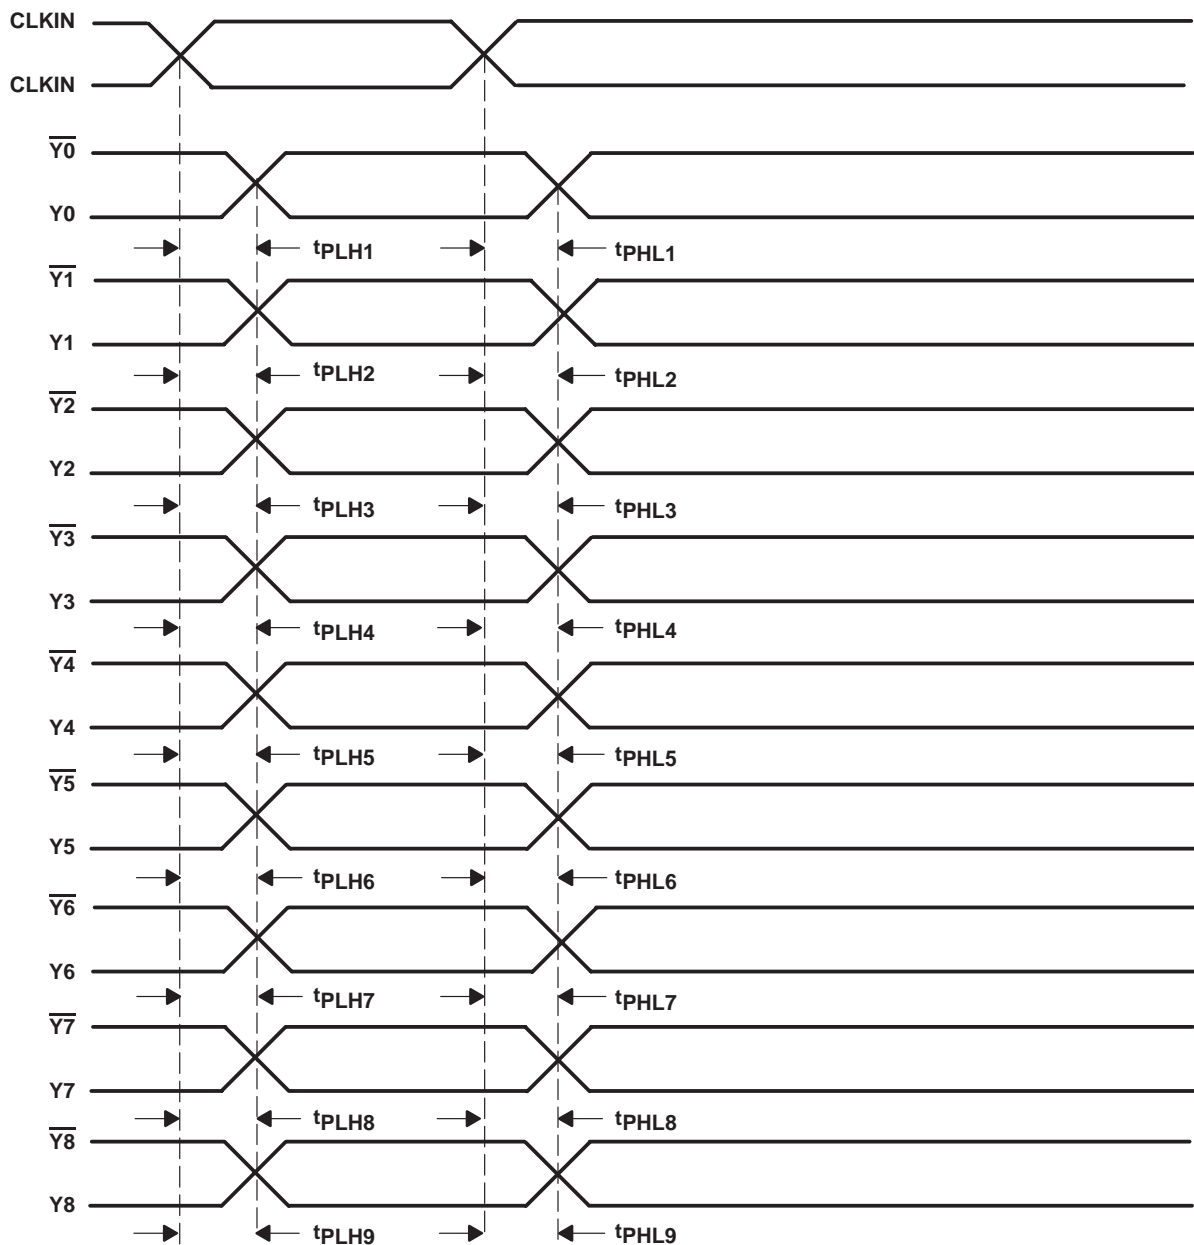 CLKIN
CLKIN
Y0
Y0
tPLH1 tPHL1
Y1
Y1
tPLH2 tPHL2
Y2
Y2
tPLH3 tPHL3
Y3
Y3
tPLH4 tPHL4
Y4
Y4
tPLH5 tPHL5
Y5
Y5
tPLH6 tPHL6
Y6
Y6
tPLH7 tPHL7
Y7
Y7
tPLH8 tPHL8
Y8
Y8
tPLH9 tPHL9